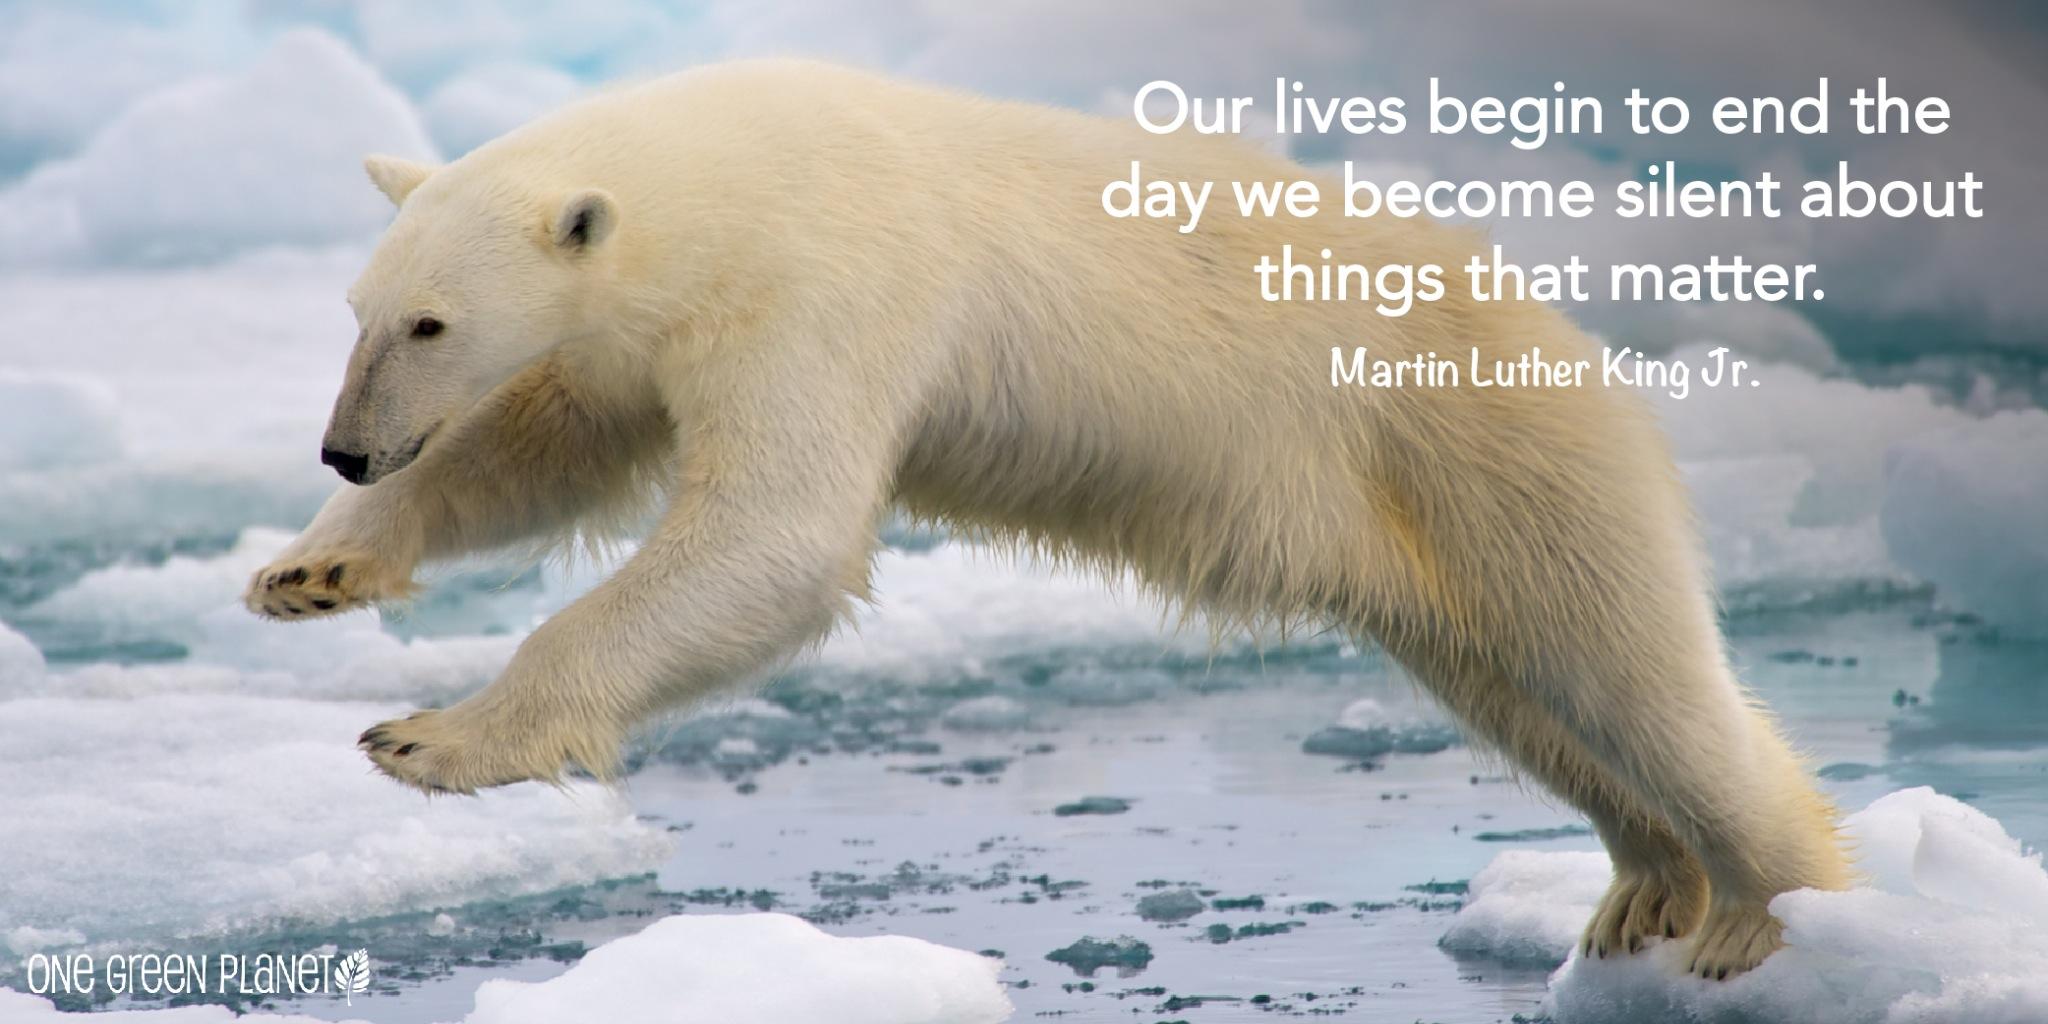 Our lives begin to end the
day we become silent about
things that matter.
Martin Luther King Jr.
ONE GREEN PLANET